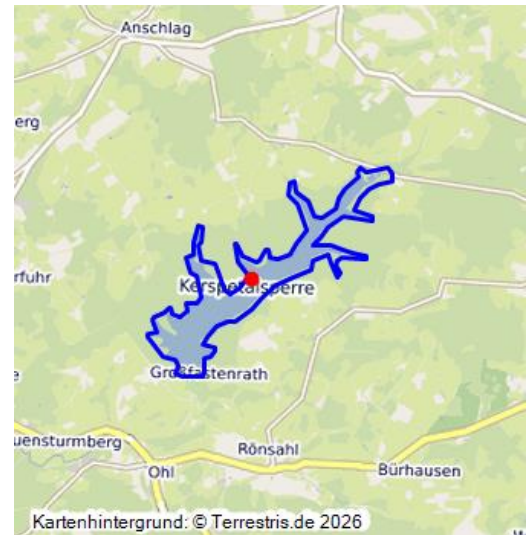 Anschlag
erg
rfuhr
Kerspetalsperre
Großfastenrath
uensturmberg
Rönsahl
Ohl
Bürhausen
Kartenhintergrund: © Terrestris.de 2026